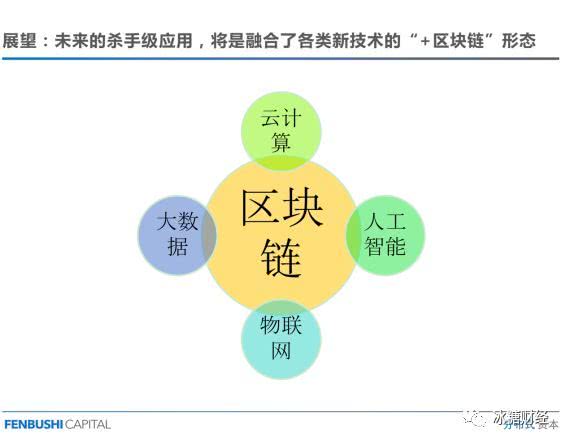 展望：未来的杀手级应用，将是融合了各类新技术的“+区块链”形态
云计
算
大数
据
区块
链
人工
智能
物联
网
FENBUSHI CAPITAL
分布式资本
冰糖财经